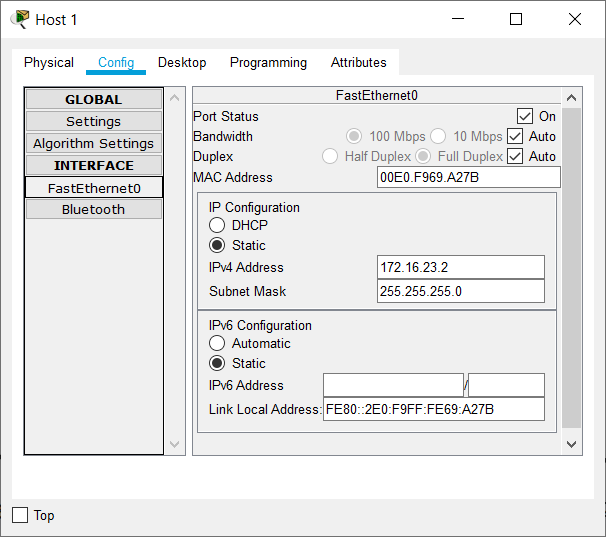 Host 1
Physical Config Desktop Programming Attributes
GLOBAL
Settings
Algorithm Settings
INTERFACE
FastEthernet0
Bluetooth
FastEthernet0
Port Status On
Bandwidth 100 Mbps 10 Mbps Auto
Duplex Half Duplex Full Duplex Auto
MAC Address 00E0.F969.A27B
IP Configuration
DHCP
Static
IPv4 Address 172.16.23.2
Subnet Mask 255.255.255.0
IPv6 Configuration
Automatic
Static
IPv6 Address /
Link Local Address: FE80::2E0:F9FF:FE69:A27B
Top